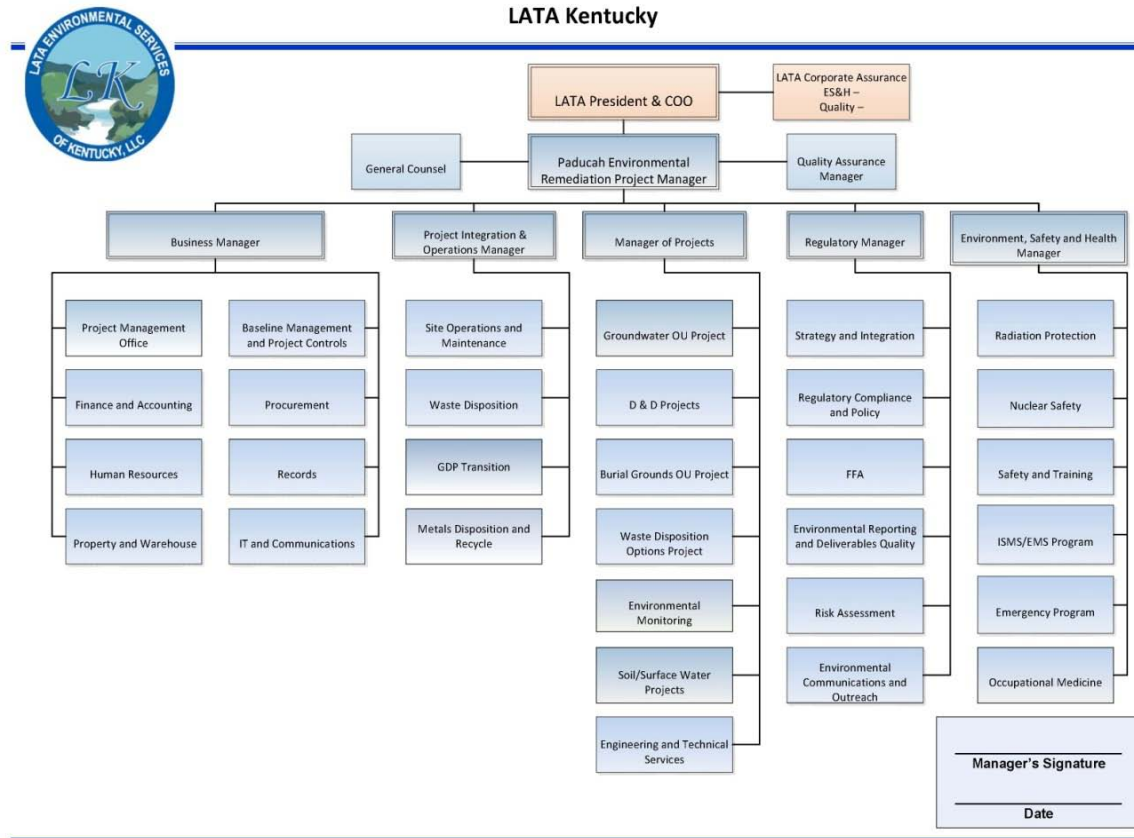 LATA Kentucky
LATA ENVIRONMENTAL SERVICES
LK
OF KENTUCKY, LLC
LATA President & COO
LATA Corporate Assurance
ES&H –
Quality –
General Counsel
Paducah Environmental
Remediation Project Manager
Quality Assurance
Manager
Business Manager
Project Integration &
Operations Manager
Manager of Projects
Regulatory Manager
Environment, Safety and Health
Manager
Project Management
Office
Baseline Management
and Project Controls
Finance and Accounting
Procurement
Human Resources
Records
Property and Warehouse
IT and Communications
Site Operations and
Maintenance
Waste Disposition
GDP Transition
Metals Disposition and
Recycle
Groundwater OU Project
D & D Projects
Burial Grounds OU Project
Waste Disposition
Options Project
Environmental
Monitoring
Soil/Surface Water
Projects
Engineering and Technical
Services
Strategy and Integration
Regulatory Compliance
and Policy
FFA
Environmental Reporting
and Deliverables Quality
Risk Assessment
Environmental
Communications and
Outreach
Radiation Protection
Nuclear Safety
Safety and Training
ISMS/EMS Program
Emergency Program
Occupational Medicine
Manager's Signature
Date